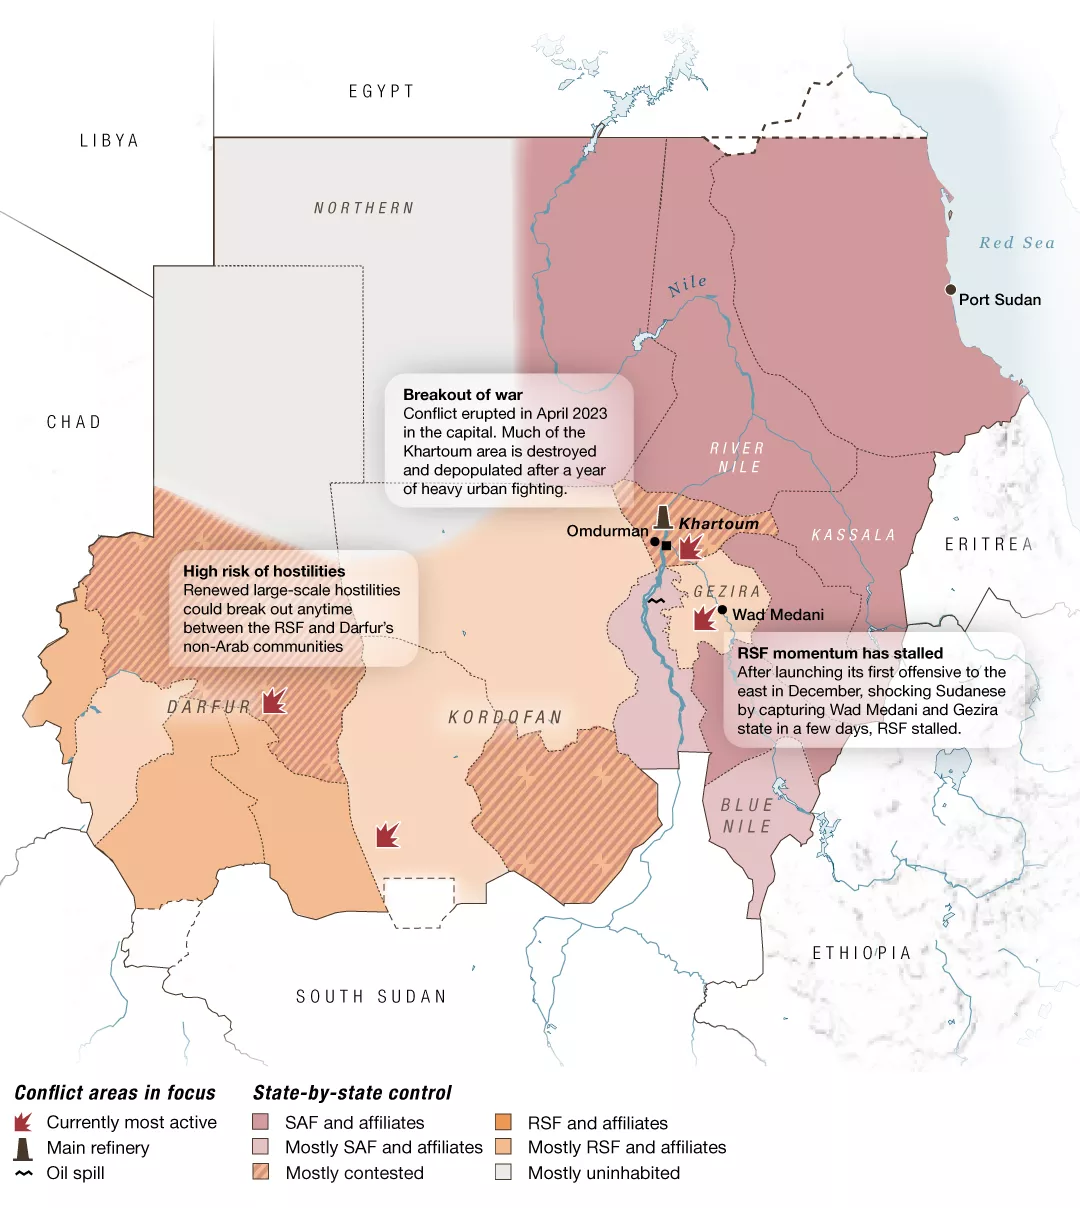 EGYPT
LIBYA
NORTHERN
Red Sea
Nile
Port Sudan
Breakout of war
Conflict erupted in April 2023
in the capital. Much of the
Khartoum area is destroyed
and depopulated after a year
of heavy urban fighting.
CHAD
RIVER
NILE
Khartoum
Omdurman
KASSALA
ERITREA
High risk of hostilities
Renewed large-scale hostilities
could break out anytime
between the RSF and Darfur’s
non-Arab communities
GEZIRA
Wad Medani
RSF momentum has stalled
After launching its first offensive to the
east in December, shocking Sudanese
by capturing Wad Medani and Gezira
state in a few days, RSF stalled.
DARFUR
KORDOFAN
BLUE
NILE
ETHIOPIA
SOUTH SUDAN
Conflict areas in focus
Currently most active
Main refinery
Oil spill
State-by-state control
SAF and affiliates
Mostly SAF and affiliates
Mostly contested
RSF and affiliates
Mostly RSF and affiliates
Mostly uninhabited